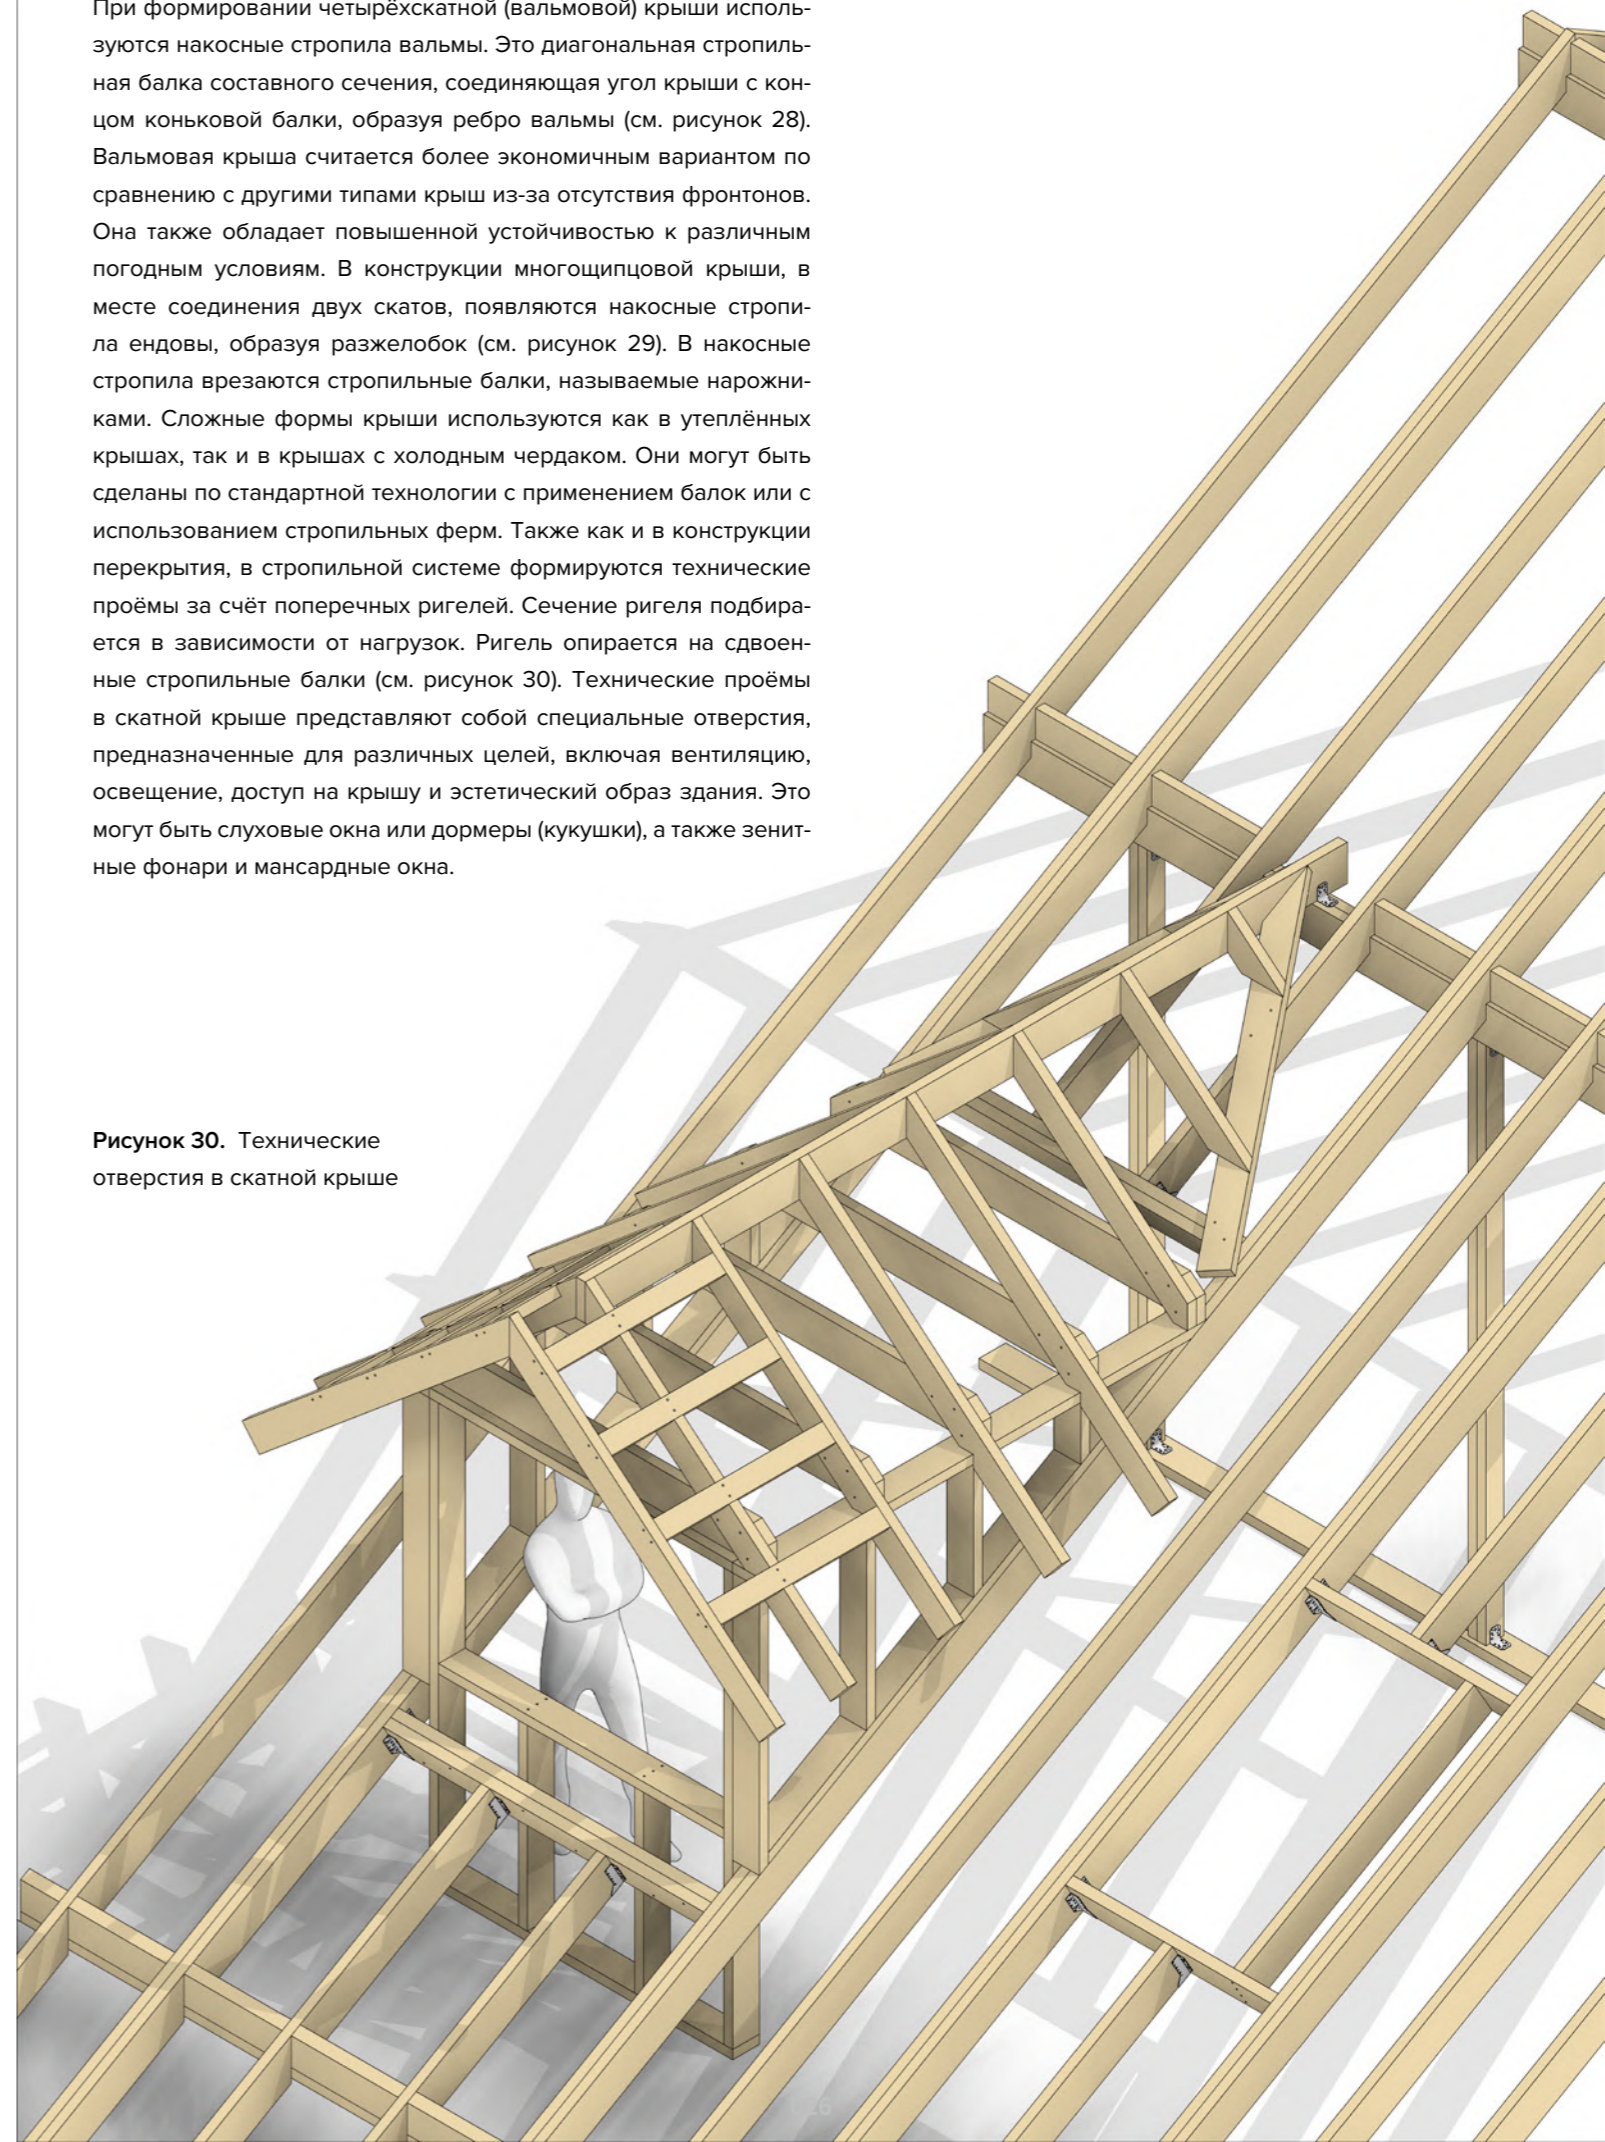 При формировании четырёхскатной (вальмовой) крыши исполь-
зуются накосные стропила вальмы. Это диагональная стропиль-
ная балка составного сечения, соединяющая угол крыши с кон-
цом коньковой балки, образуя ребро вальмы (см. рисунок 28).
Вальмовая крыша считается более экономичным вариантом по
сравнению с другими типами крыш из-за отсутствия фронтонов.
Она также обладает повышенной устойчивостью к различным
погодным условиям. В конструкции многощипцовой крыши, в
месте соединения двух скатов, появляются накосные стропи-
ла ендовы, образуя разжелобок (см. рисунок 29). В накосные
стропила врезаются стропильные балки, называемые нарожни-
ками. Сложные формы крыши используются как в утеплённых
крышах, так и в крышах с холодным чердаком. Они могут быть
сделаны по стандартной технологии с применением балок или с
использованием стропильных ферм. Также как и в конструкции
перекрытия, в стропильной системе формируются технические
проёмы за счёт поперечных ригелей. Сечение ригеля подбира-
ется в зависимости от нагрузок. Ригель опирается на сдвоен-
ные стропильные балки (см. рисунок 30). Технические проёмы
в скатной крыше представляют собой специальные отверстия,
предназначенные для различных целей, включая вентиляцию,
освещение, доступ на крышу и эстетический образ здания. Это
могут быть слуховые окна или дормеры (кукушки), а также зенит-
ные фонари и мансардные окна.
Рисунок 30. Технические
отверстия в скатной крыше